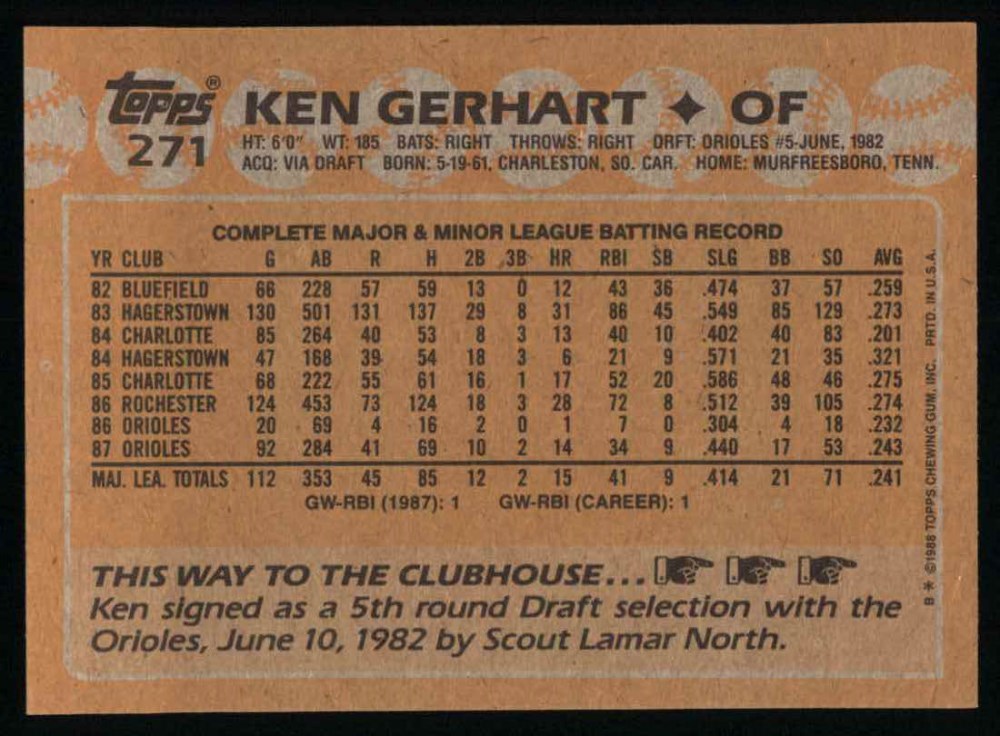 Topps® KEN GERHART ✦ OF
271
HT: 6'0" WT: 185 BATS: RIGHT THROWS: RIGHT DRFT: ORIOLES #5-JUNE, 1982
ACQ: VIA DRAFT BORN: 5-19-61, CHARLESTON, SO. CAR. HOME: MURFREESBORO, TENN.
COMPLETE MAJOR & MINOR LEAGUE BATTING RECORD
YR CLUB G AB R H 2B 3B HR RBI SB SLG BB SO AVG
82 BLUEFIELD 66 228 57 59 13 0 12 43 36 .474 37 57 .259
83 HAGERSTOWN 130 501 131 137 29 8 31 86 45 .549 85 129 .273
84 CHARLOTTE 85 264 40 53 8 3 13 40 10 .402 40 83 .201
84 HAGERSTOWN 47 168 39 54 18 3 6 21 9 .571 21 35 .321
85 CHARLOTTE 68 222 55 61 16 1 17 52 20 .586 48 46 .275
86 ROCHESTER 124 453 73 124 18 3 28 72 8 .512 39 105 .274
86 ORIOLES 20 69 4 16 2 0 1 7 0 .304 4 18 .232
87 ORIOLES 92 284 41 69 10 2 14 34 9 .440 17 53 .243
MAJ. LEA. TOTALS 112 353 45 85 12 2 15 41 9 .414 21 71 .241
GW-RBI (1987): 1 GW-RBI (CAREER): 1
THIS WAY TO THE CLUBHOUSE...
Ken signed as a 5th round Draft selection with the
Orioles, June 10, 1982 by Scout Lamar North.
B * ©1988 TOPPS CHEWING GUM, INC. PRTD. IN U.S.A.